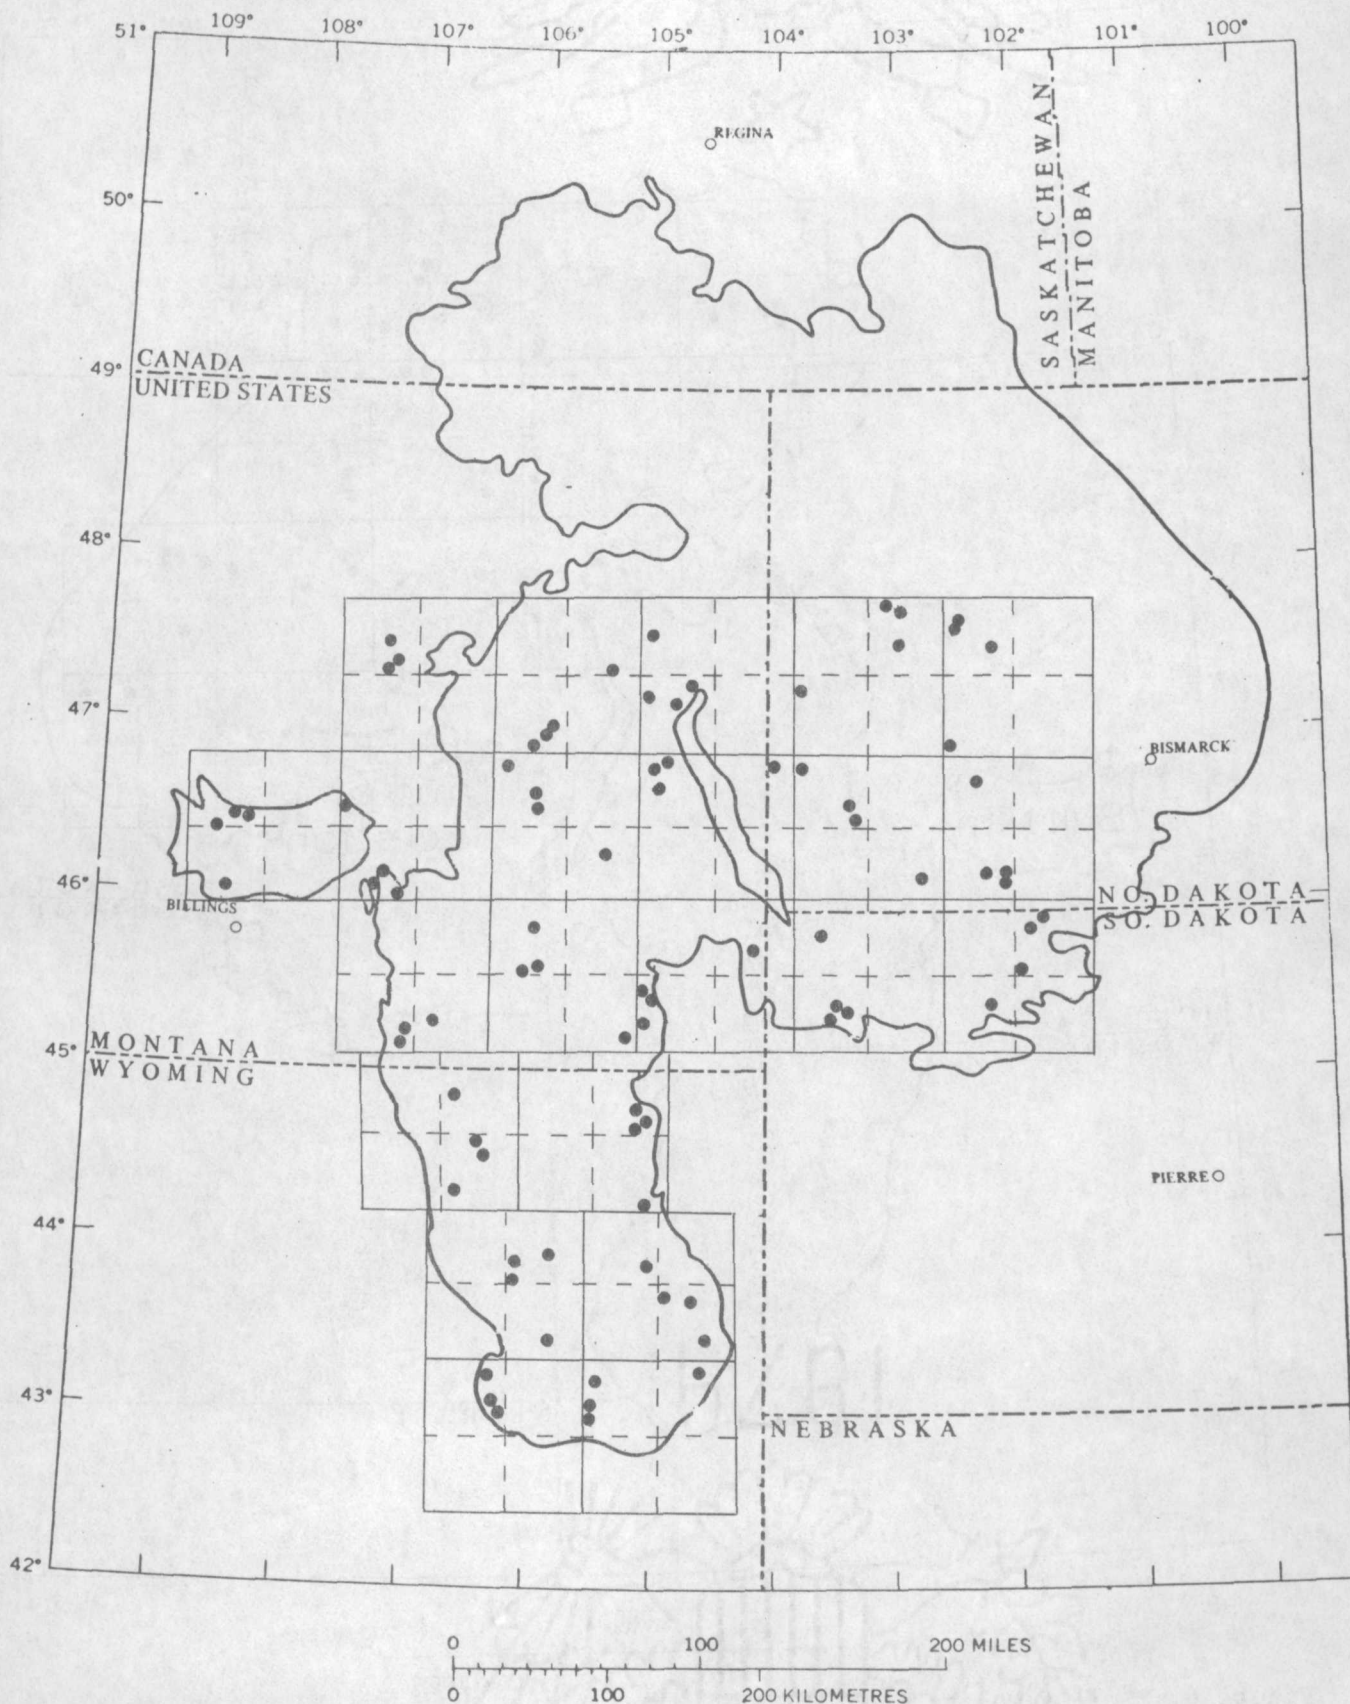 51° 109° 108° 107° 106° 105° 104° 103° 102° 101° 100°
SASKATCHEWAN
MANITOBA
REGINA
50°
CANADA
49°
UNITED STATES
48°
47°
BISMARCK
46°
BILLINGS
NO. DAKOTA
SO. DAKOTA
45°
MONTANA
WYOMING
PIERRE
44°
43°
NEBRASKA
42°
0 100 200 MILES
0 100 200 KILOMETRES